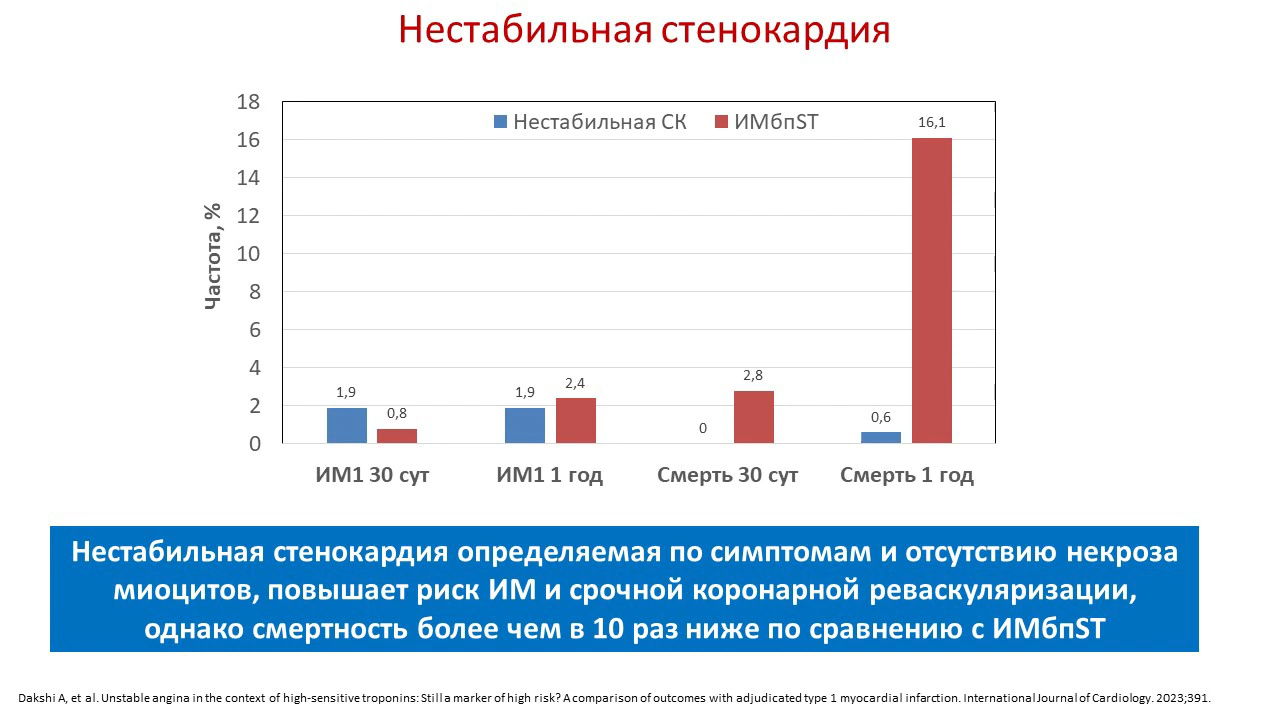 Нестабильная стенокардия
Нестабильная СК ИМбпST
Частота, %
18
16
14
12
10
8
6
4
2
0
1,9 0,8 1,9 2,4 0 2,8 0,6 16,1
ИМ1 30 сут ИМ1 1 год Смерть 30 сут Смерть 1 год
Нестабильная стенокардия определяемая по симптомам и отсутствию некроза
миоцитов, повышает риск ИМ и срочной коронарной реваскуляризации,
однако смертность более чем в 10 раз ниже по сравнению с ИМбпST
Dakshi A, et al. Unstable angina in the context of high-sensitive troponins: Still a marker of high risk? A comparison of outcomes with adjudicated type 1 myocardial infarction. International Journal of Cardiology. 2023;391.